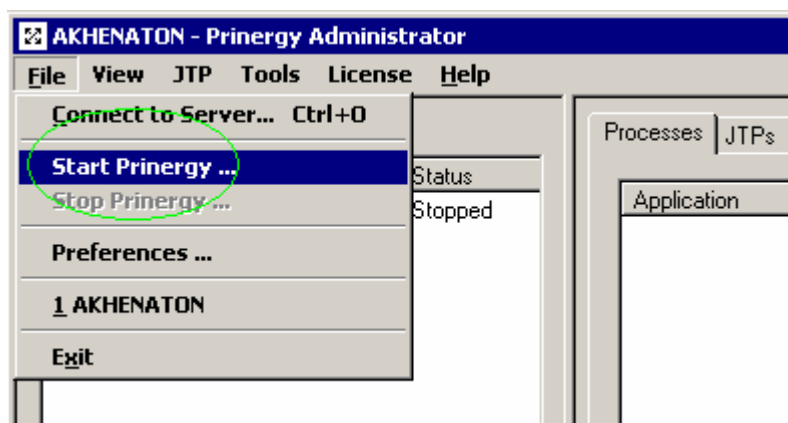 AKHENATON - Prinergy Administrator
File View JTP Tools License Help
Connect to Server... Ctrl+O
Start Prinergy ...
Stop Prinergy ...
Preferences ...
1 AKHENATON
Exit
Status
Stopped
Processes JTPs
Application